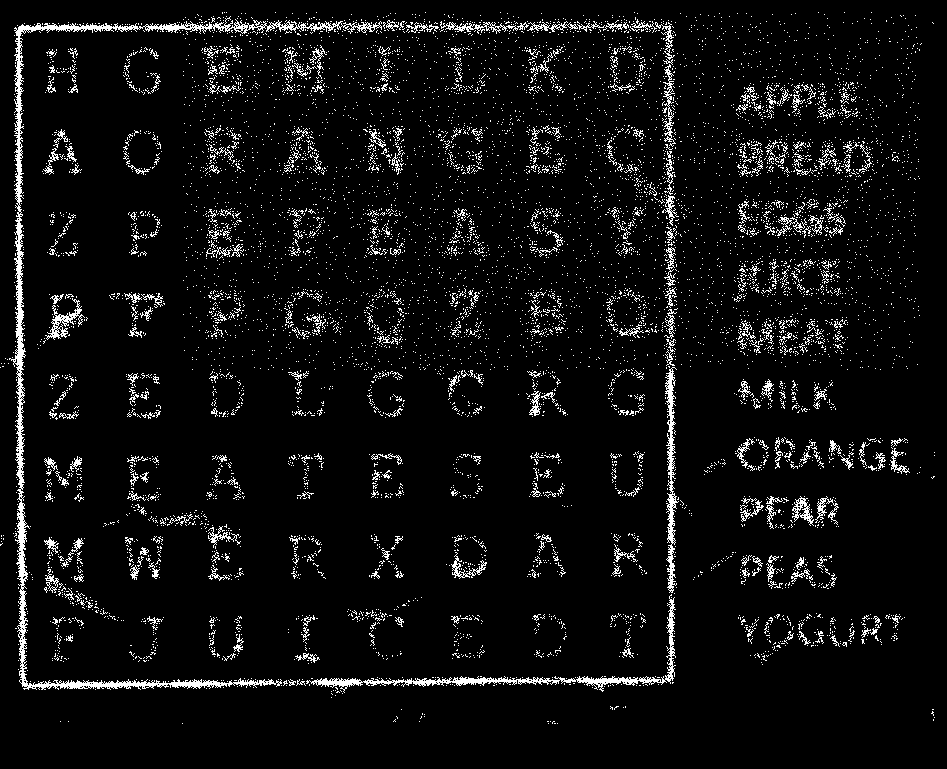 H G E M I L K D
A O R A N G E C
Z P E P E A S Y
P F P G Q Z B O
Z E D L G C R G
M E A T E S E U
M W E R X D A R
F J U I C E D T
APPLE
BREAD
EGGS
JUICE
MEAT
MILK
ORANGE
PEAR
PEAS
YOGURT